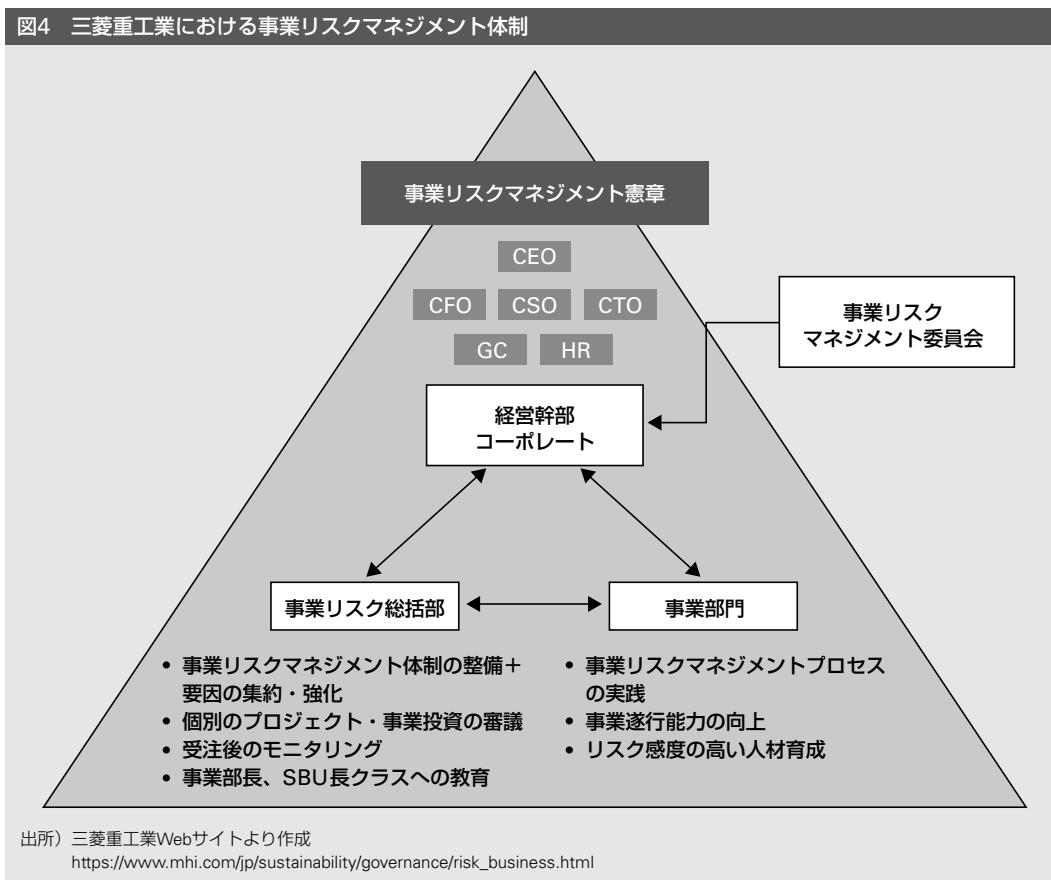 図4　三菱重工業における事業リスクマネジメント体制
事業リスクマネジメント憲章
CEO
CFO CSO CTO
GC HR
事業リスク
マネジメント委員会
経営幹部
コーポレート
事業リスク総括部
事業部門
• 事業リスクマネジメント体制の整備＋
要因の集約・強化
• 個別のプロジェクト・事業投資の審議
• 受注後のモニタリング
• 事業部長、SBU長クラスへの教育
• 事業リスクマネジメントプロセス
の実践
• 事業遂行能力の向上
• リスク感度の高い人材育成
出所）三菱重工業Webサイトより作成
https://www.mhi.com/jp/sustainability/governance/risk_business.html